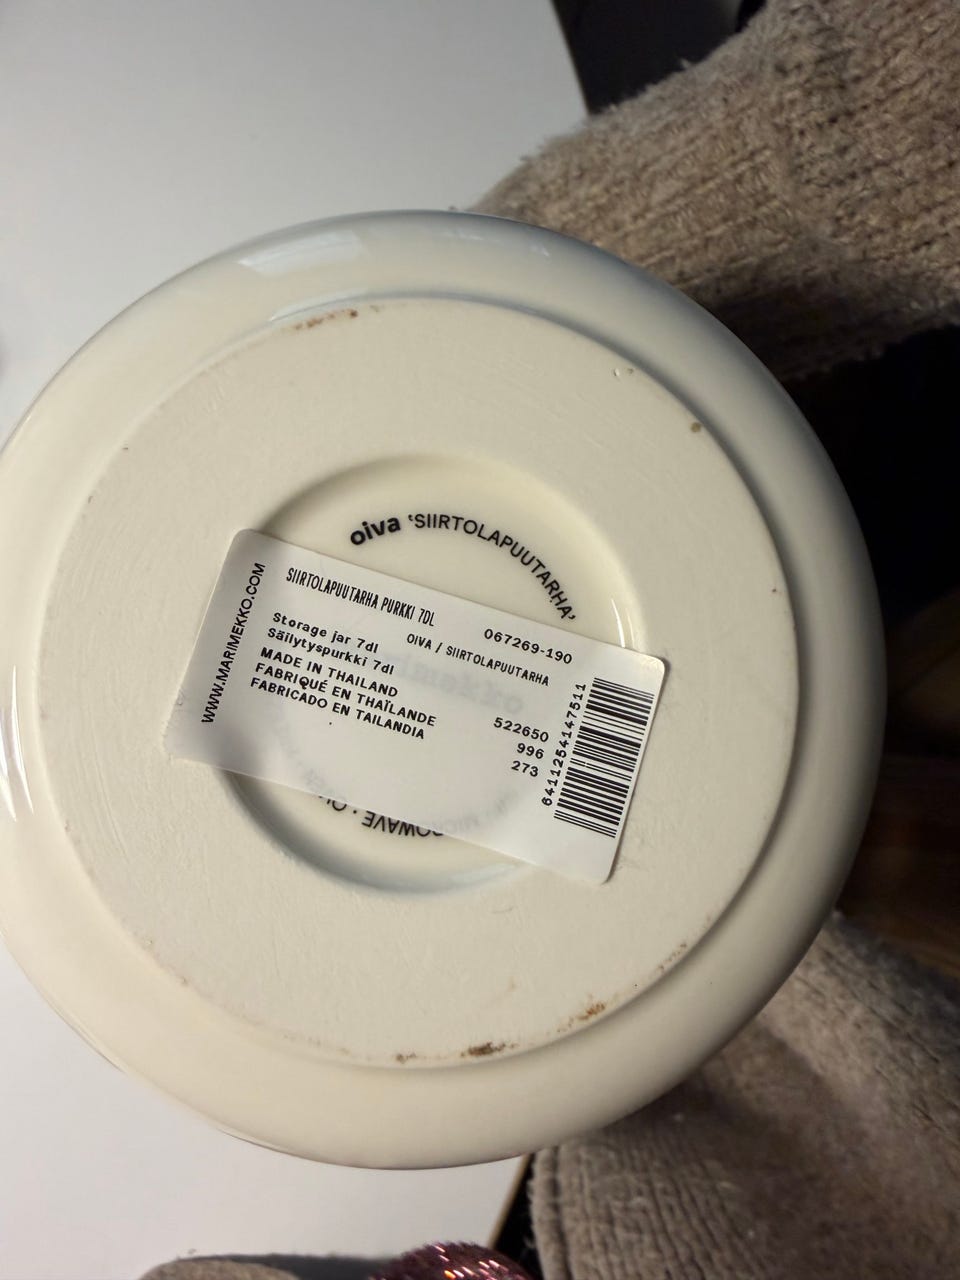 oiva 'SIIRTOLAPUUTARHA'
WWW.MARIMEKKO.COM
SIIRTOLAPUUTARHA PURKKI 7DL
067269-190
OIVA / SIIRTOLAPUUTARHA
Storage jar 7dl
Säilytyspurkki 7dl
MADE IN THAILAND
FABRIQUÉ EN THAÏLANDE
FABRICADO EN TAILANDIA
522650
996
273
6411254147511